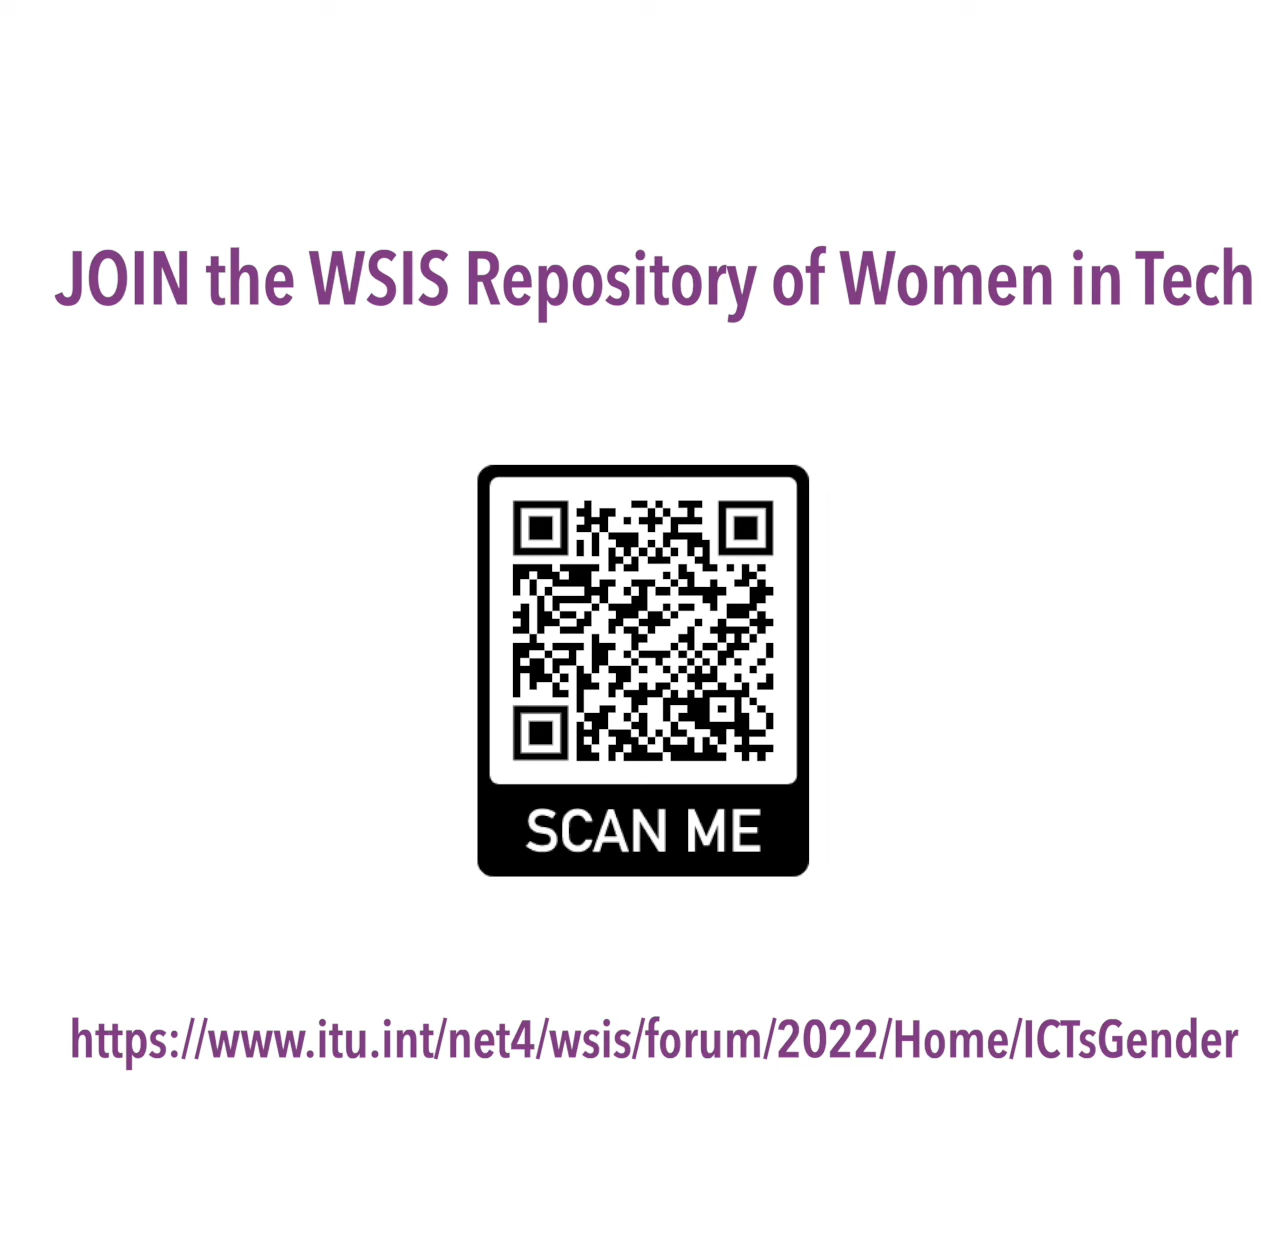 JOIN the WSIS Repository of Women in Tech
SCAN ME
https://www.itu.int/net4/wsis/forum/2022/Home/ICTsGender